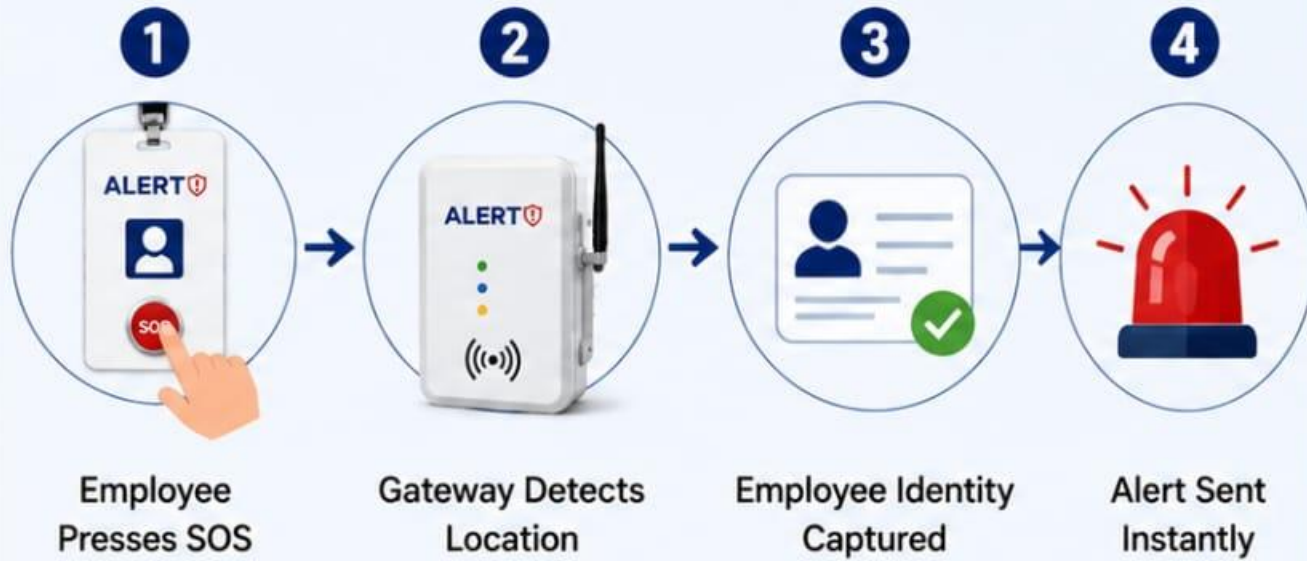 1
2
3
4
ALERT
SOS
ALERT
Employee
Presses SOS
Gateway Detects
Location
Employee Identity
Captured
Alert Sent
Instantly